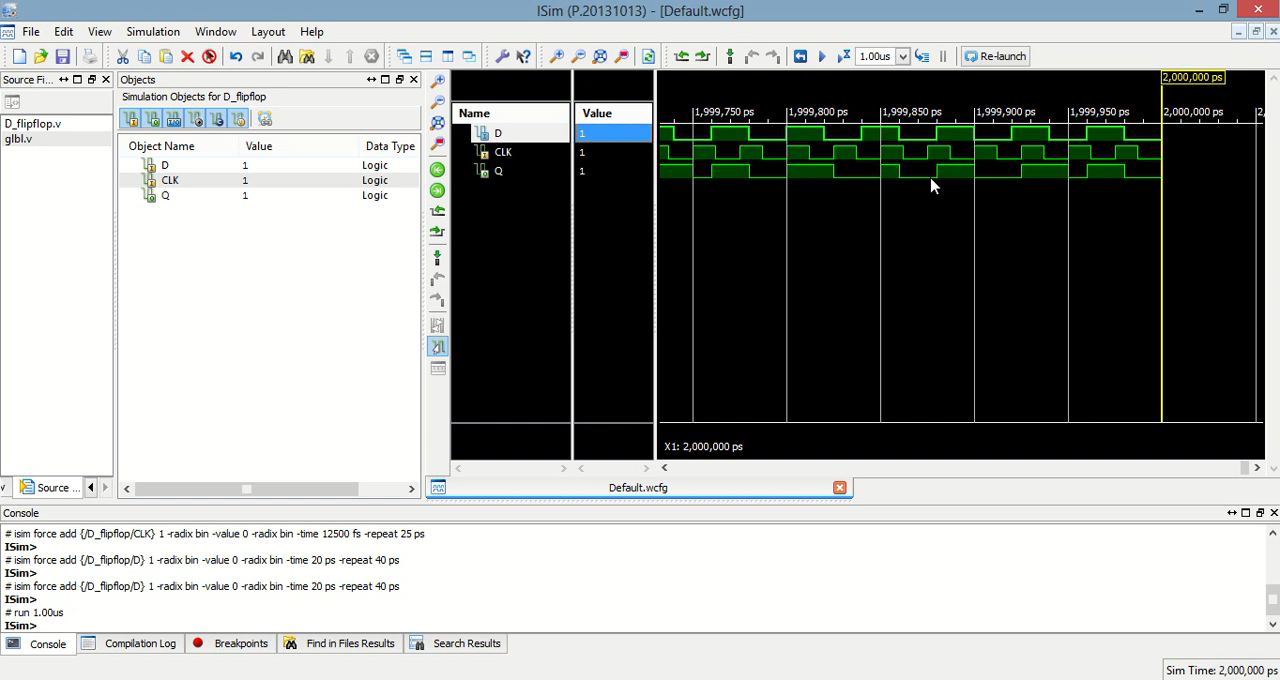 ISim (P.20131013) - [Default.wcfg]
File Edit View Simulation Window Layout Help
1.00us Re-launch
Source Fi...
D_flipflop.v
glbl.v
Source ...
Objects
Simulation Objects for D_flipflop
Object Name Value Data Type
D 1 Logic
CLK 1 Logic
Q 1 Logic
Name Value
D 1
CLK 1
Q 1
2,000,000 ps
1,999,750 ps 1,999,800 ps 1,999,850 ps 1,999,900 ps 1,999,950 ps 2,000,000 ps 2,
X1: 2,000,000 ps
Default.wcfg
Console
# isim force add {/D_flipflop/CLK} 1 -radix bin -value 0 -radix bin -time 12500 fs -repeat 25 ps
ISim>
# isim force add {/D_flipflop/D} 1 -radix bin -value 0 -radix bin -time 20 ps -repeat 40 ps
ISim>
# isim force add {/D_flipflop/D} 1 -radix bin -value 0 -radix bin -time 20 ps -repeat 40 ps
ISim>
# run 1.00us
ISim>
Console Compilation Log Breakpoints Find in Files Results Search Results
Sim Time: 2,000,000 ps